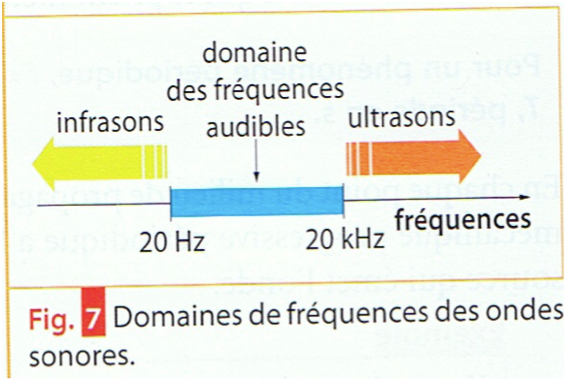 domaine
des fréquences
audibles
infrasons
ultrasons
fréquences
20 Hz
20 kHz
Fig. 7 Domaines de fréquences des ondes
sonores.